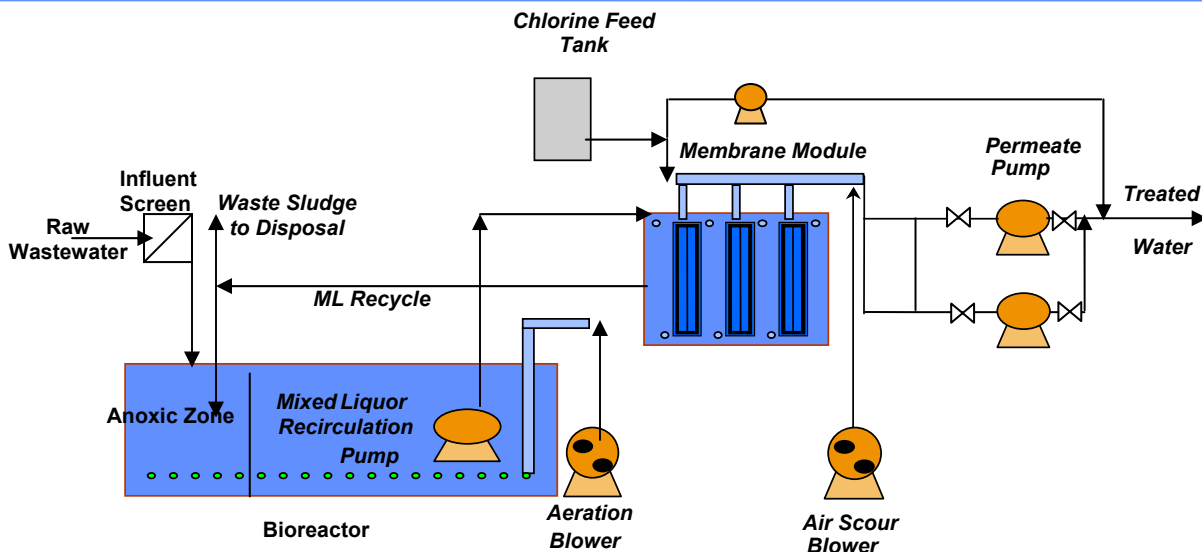 Chlorine Feed
Tank
Membrane Module
Permeate
Pump
Influent
Screen
Waste Sludge
to Disposal
Raw
Wastewater
Treated
Water
ML Recycle
Anoxic Zone
Mixed Liquor
Recirculation
Pump
Bioreactor
Aeration
Blower
Air Scour
Blower